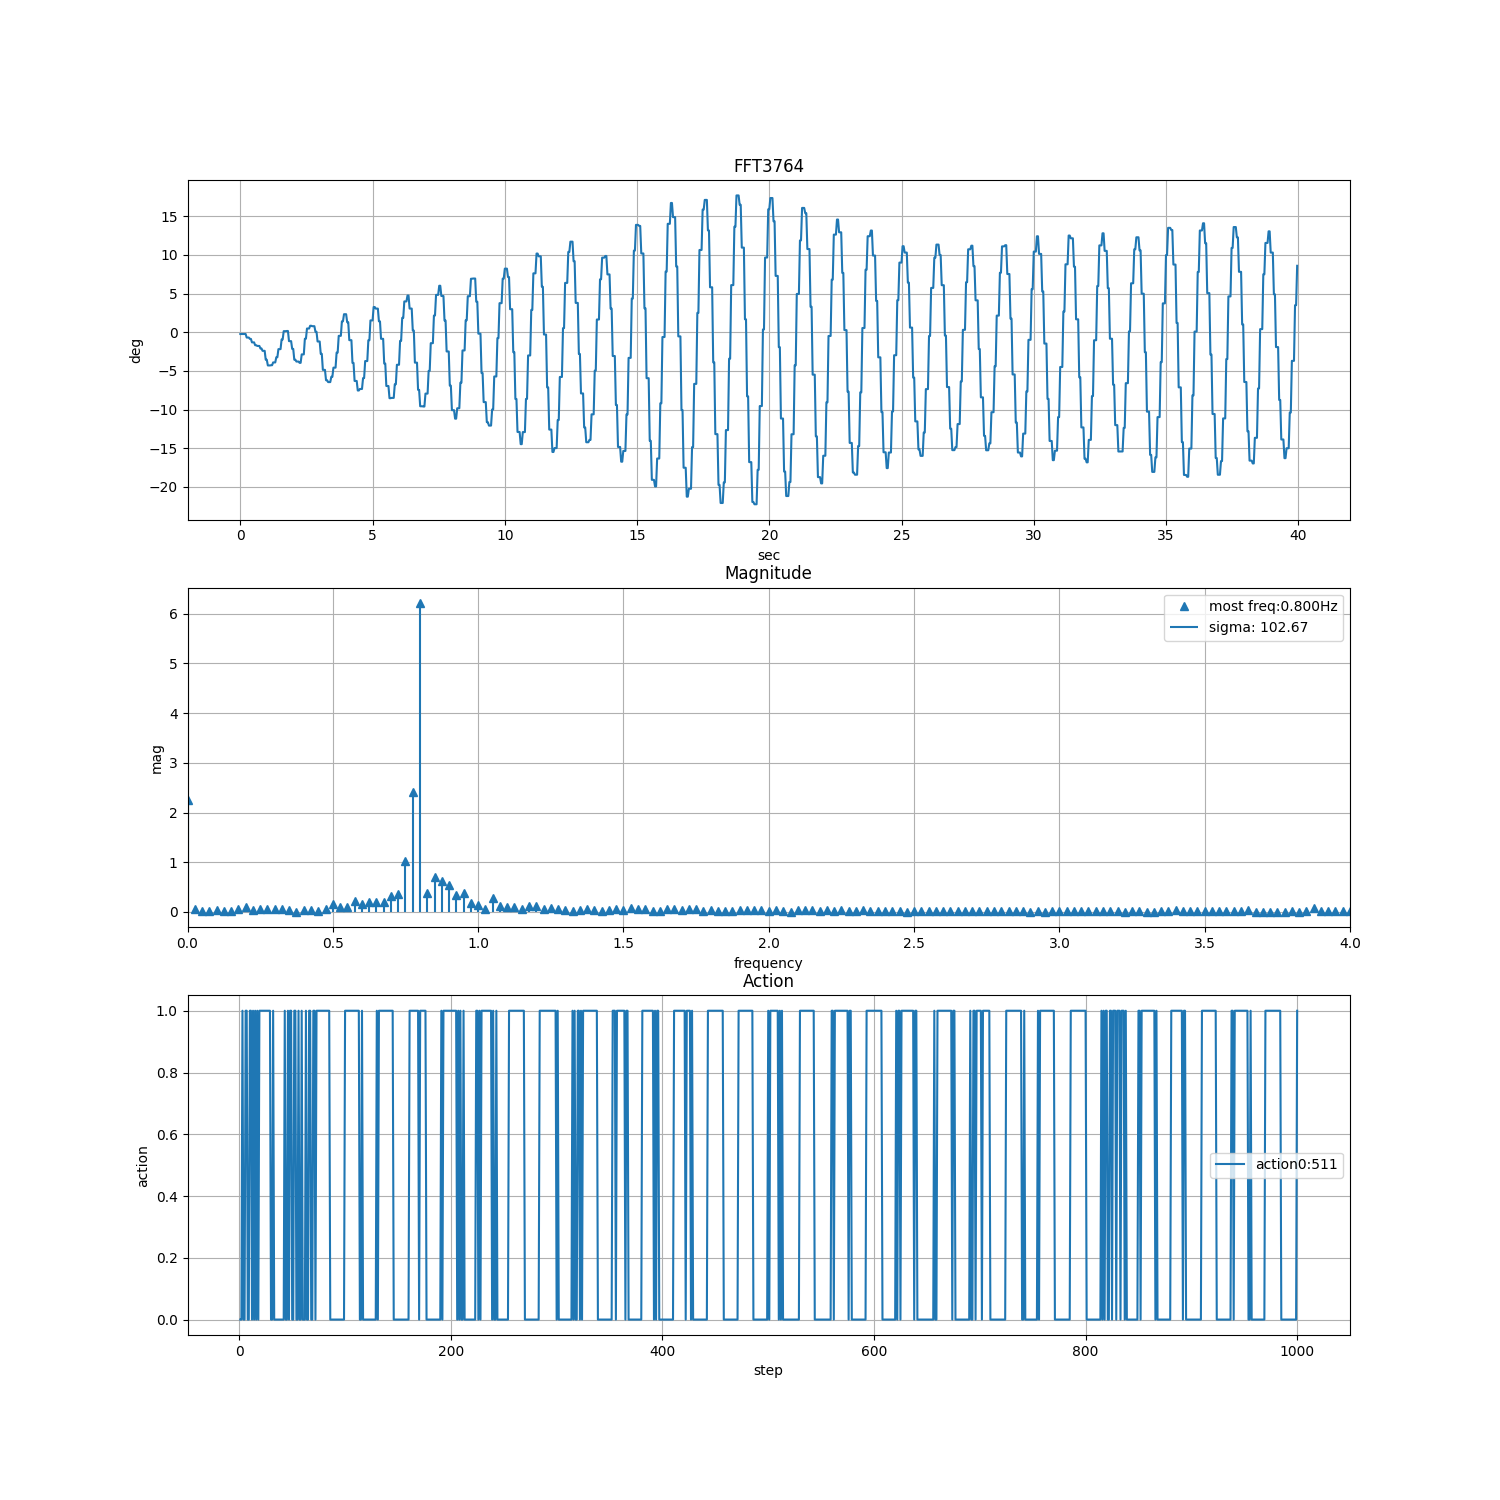 FFT3764
15
10
5
0
−5
−10
−15
−20
deg
0 5 10 15 20 25 30 35 40
sec
Magnitude
most freq:0.800Hz
sigma: 102.67
6
5
4
3
2
1
0
mag
0.0 0.5 1.0 1.5 2.0 2.5 3.0 3.5 4.0
frequency
Action
1.0
0.8
0.6
0.4
0.2
0.0
action
action0:511
0 200 400 600 800 1000
step